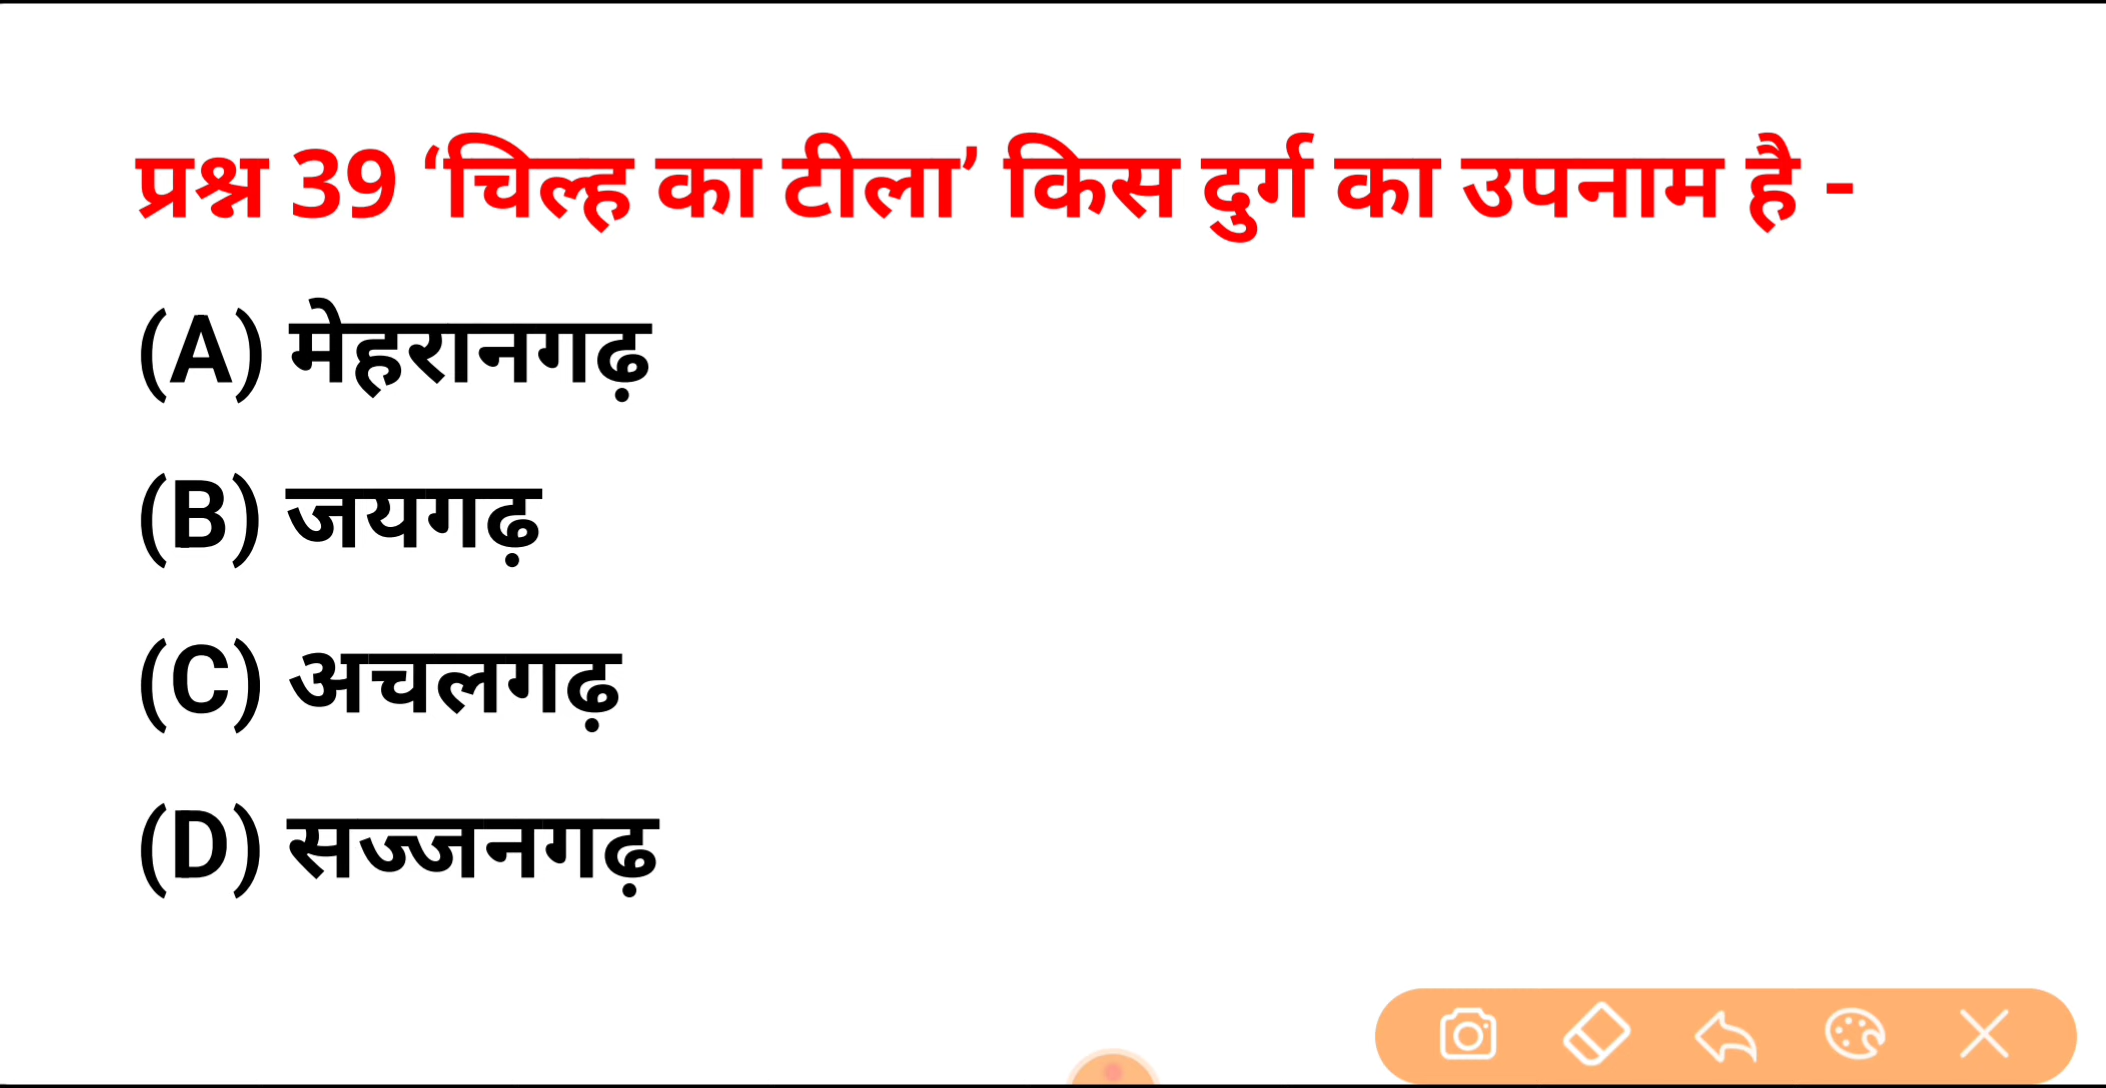 प्रश्न 39 ‘चिल्ह का टीला’ किस दुर्ग का उपनाम है -
(A) मेहरानगढ़
(B) जयगढ़
(C) अचलगढ़
(D) सज्जनगढ़